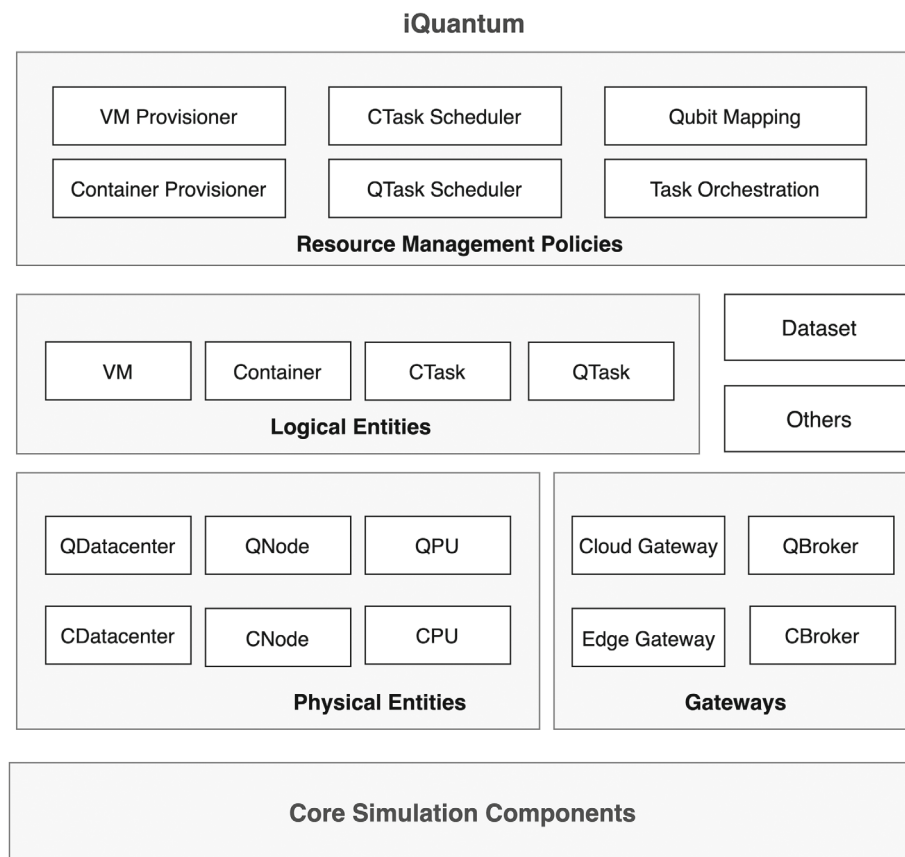 iQuantum
VM Provisioner
CTask Scheduler
Qubit Mapping
Container Provisioner
QTask Scheduler
Task Orchestration
Resource Management Policies
VM
Container
CTask
QTask
Logical Entities
Dataset
Others
QDatacenter
QNode
QPU
CDatacenter
CNode
CPU
Physical Entities
Cloud Gateway
QBroker
Edge Gateway
CBroker
Gateways
Core Simulation Components